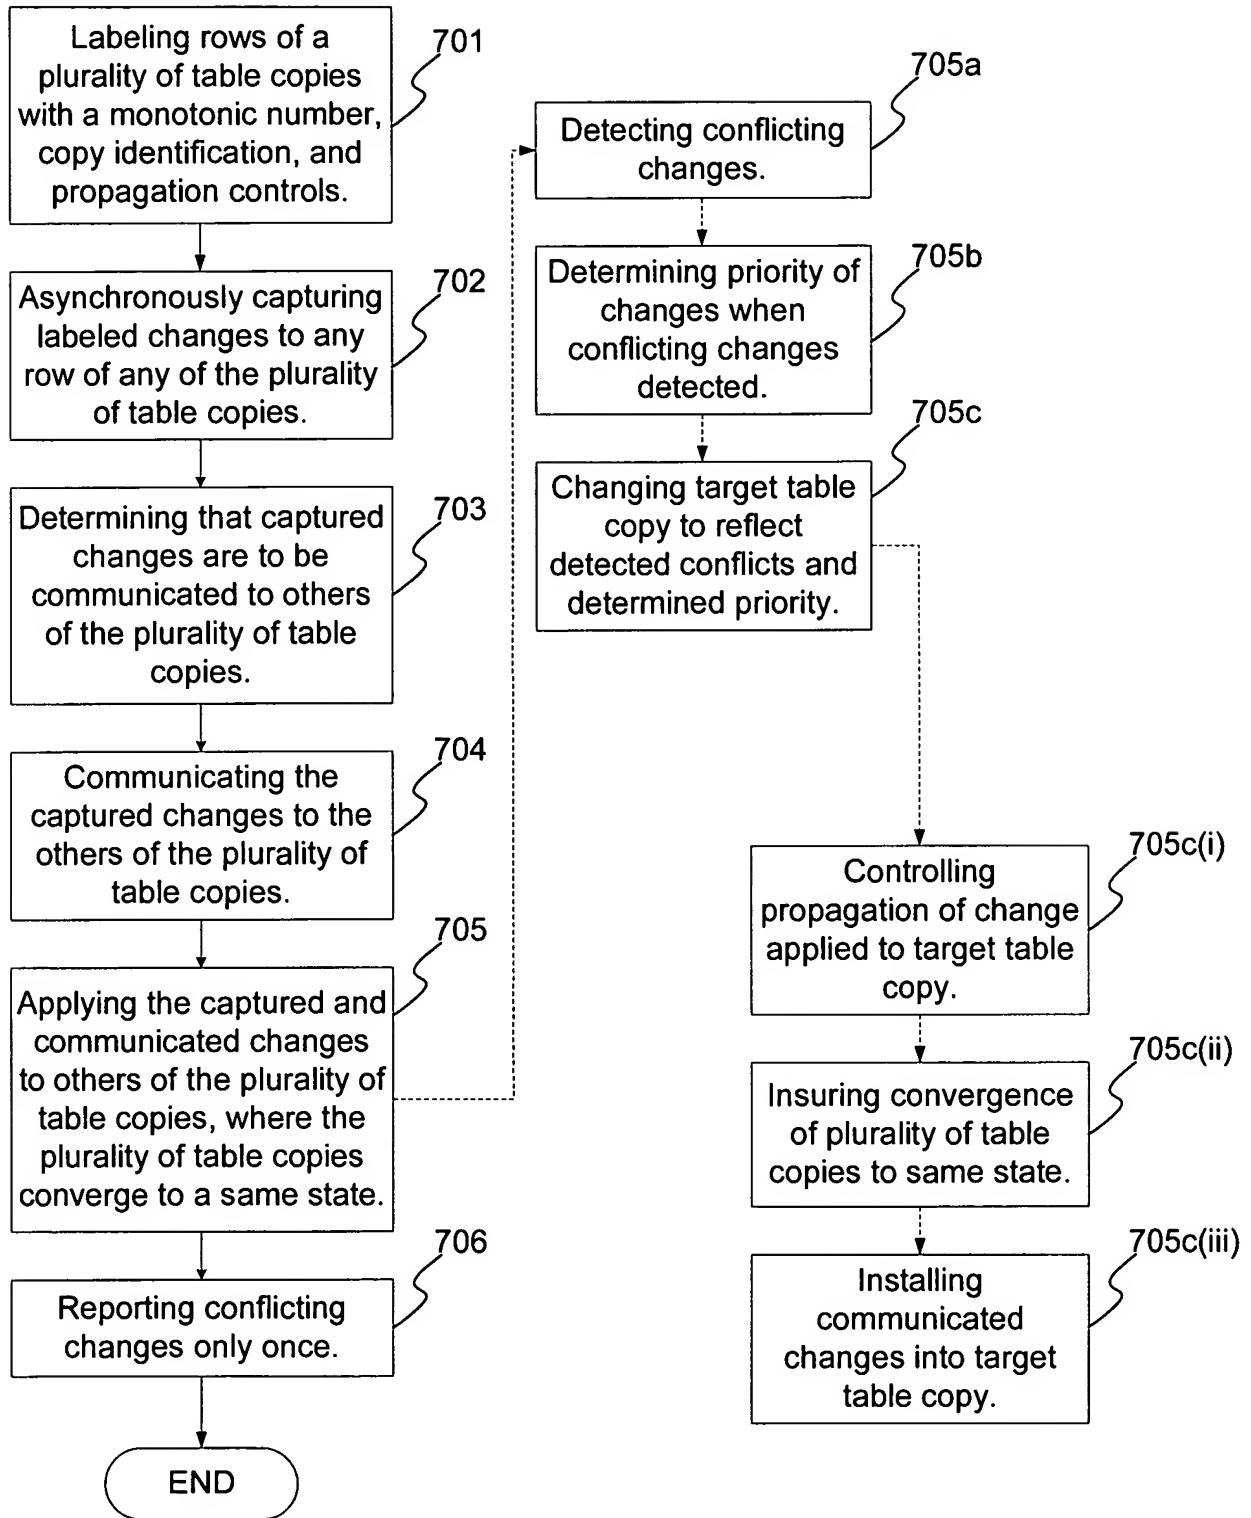 Labeling rows of a
plurality of table copies
with a monotonic number,
copy identification, and
propagation controls.
701
Asynchronously capturing
labeled changes to any
row of any of the plurality
of table copies.
702
Determining that captured
changes are to be
communicated to others
of the plurality of table
copies.
703
Communicating the
captured changes to the
others of the plurality of
table copies.
704
Applying the captured and
communicated changes
to others of the plurality of
table copies, where the
plurality of table copies
converge to a same state.
705
Reporting conflicting
changes only once.
706
END
Detecting conflicting
changes.
705a
Determining priority of
changes when
conflicting changes
detected.
705b
Changing target table
copy to reflect
detected conflicts and
determined priority.
705c
Controlling
propagation of change
applied to target table
copy.
705c(i)
Insuring convergence
of plurality of table
copies to same state.
705c(ii)
Installing
communicated
changes into target
table copy.
705c(iii)